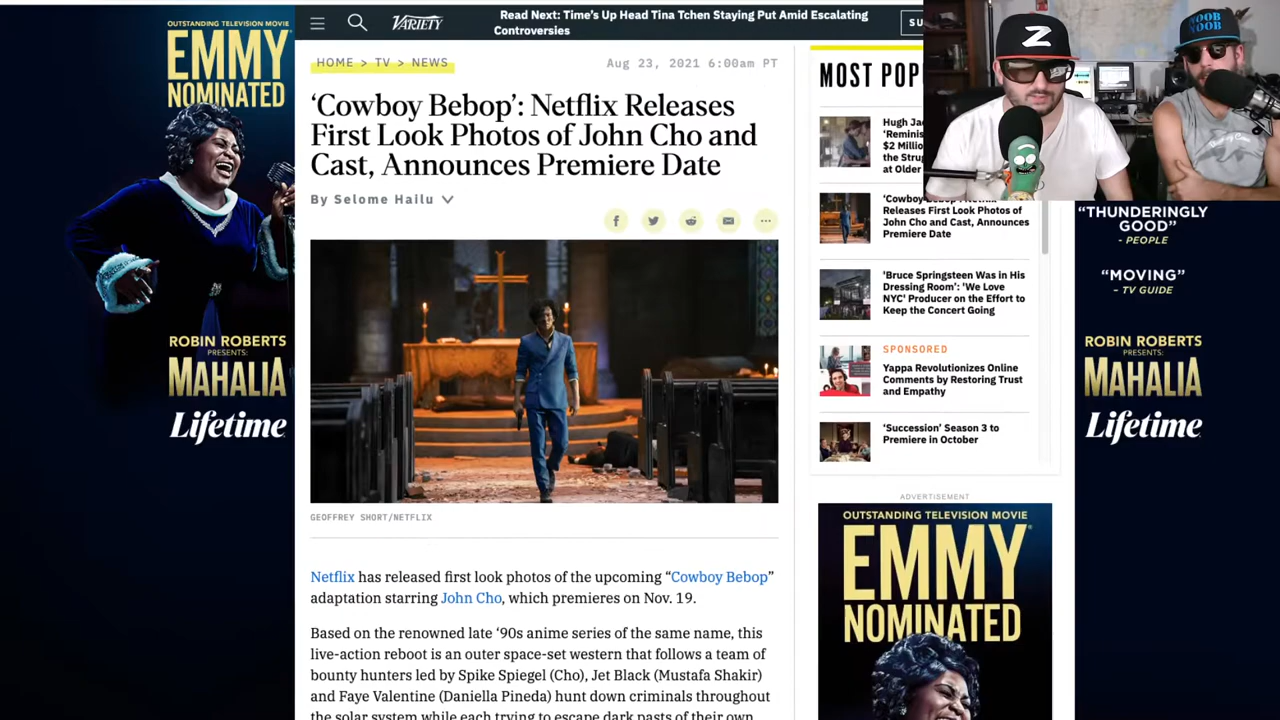 OUTSTANDING TELEVISION MOVIE
EMMY
NOMINATED
ROBIN ROBERTS
PRESENTS:
MAHALIA
Lifetime
VARIETY
Read Next: Time's Up Head Tina Tchen Staying Put Amid Escalating
Controversies
SU
HOME > TV > NEWS
Aug 23, 2021 6:00am PT
‘Cowboy Bebop’: Netflix Releases
First Look Photos of John Cho and
Cast, Announces Premiere Date
By Selome Hailu
GEOFFREY SHORT/NETFLIX
Netflix has released first look photos of the upcoming “Cowboy Bebop”
adaptation starring John Cho, which premieres on Nov. 19.
Based on the renowned late ‘90s anime series of the same name, this
live-action reboot is an outer space-set western that follows a team of
bounty hunters led by Spike Spiegel (Cho), Jet Black (Mustafa Shakir)
and Faye Valentine (Daniella Pineda) hunt down criminals throughout
the solar system while each trying to escape dark pasts of their own
MOST POP
Hugh Ja
‘Reminis
$2 Millio
the Stru
at Older
‘Cowboy Bebop’: Netflix
Releases First Look Photos of
John Cho and Cast, Announces
Premiere Date
'Bruce Springsteen Was in His
Dressing Room’: ‘We Love
NYC’ Producer on the Effort to
Keep the Concert Going
SPONSORED
Yappa Revolutionizes Online
Comments by Restoring Trust
and Empathy
‘Succession’ Season 3 to
Premiere in October
ADVERTISEMENT
OUTSTANDING TELEVISION MOVIE
EMMY
NOMINATED
Z
NOOB
NOOB
“THUNDERINGLY
GOOD”
- PEOPLE
“MOVING”
- TV GUIDE
ROBIN ROBERTS
PRESENTS:
MAHALIA
Lifetime